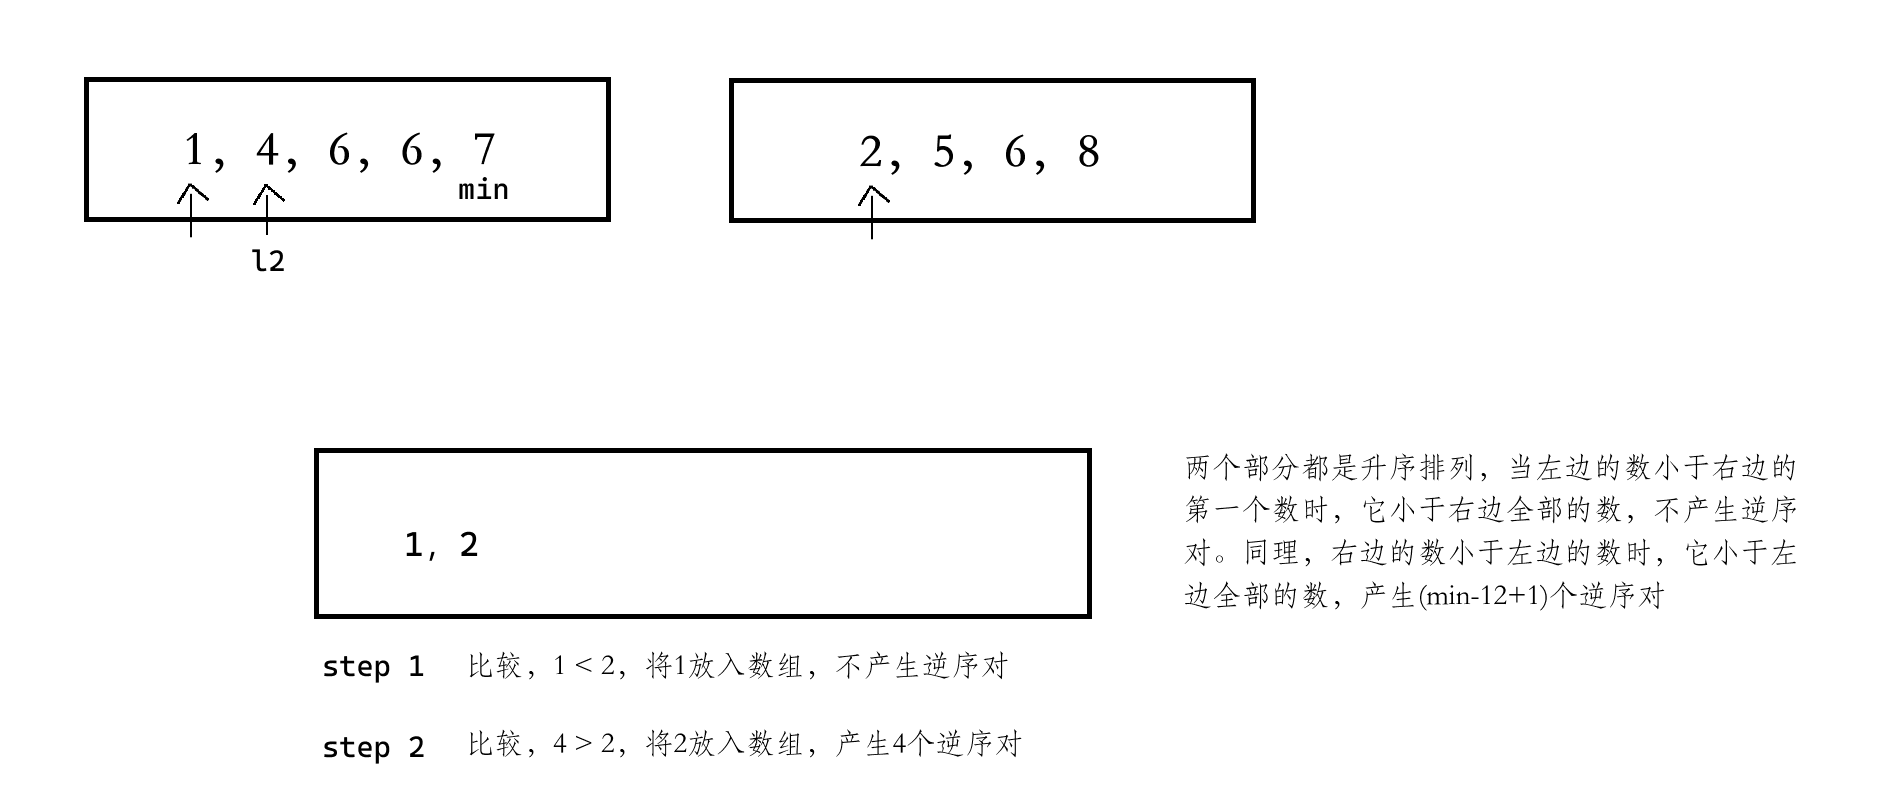 1, 4, 6, 6, 7
min
l2
2, 5, 6, 8
1, 2
两个部分都是升序排列，当左边的数小于右边的
第一个数时，它小于右边全部的数，不产生逆序
对。同理，右边的数小于左边的数时，它小于左
边全部的数，产生(min-12+1)个逆序对
step 1 比较，1 < 2，将1放入数组，不产生逆序对
step 2 比较，4 > 2，将2放入数组，产生4个逆序对